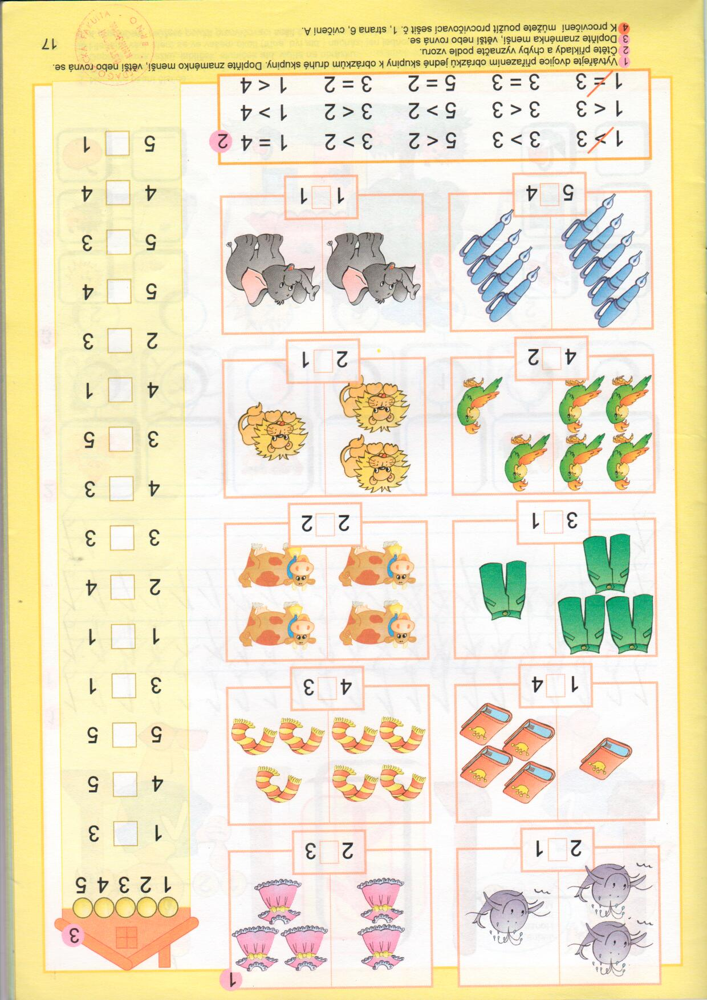 1
2 □ 1
2 □ 3
1 □ 4
4 □ 3
3 □ 1
2 □ 2
4 □ 2
2 □ 1
5 □ 4
1 □ 1
2
1 > 3 3 > 3 5 < 2 3 > 2 1 = 4
1 < 3 3 < 3 5 > 2 3 < 2 1 > 4
1 = 3 3 = 3 5 = 2 3 = 2 1 < 4
3
1 2 3 4 5
1 □ 3
4 □ 5
5 □ 5
3 □ 1
1 □ 1
2 □ 4
3 □ 3
4 □ 3
3 □ 5
4 □ 1
2 □ 3
5 □ 4
5 □ 3
4 □ 4
5 □ 1
1 Vytvářejte dvojice přiřazením obrázků jedné skupiny k obrázkům druhé skupiny. Doplňte znaménko menší, větší nebo rovná se.
2 Čtěte příklady a chyby vyznačte podle vzoru.
3 Doplňte znaménka menší, větší nebo rovná se.
4 K procvičení můžete použít procvičovací sešit č. 1, strana 6, cvičení A.
17
FAKULTA
BRNO